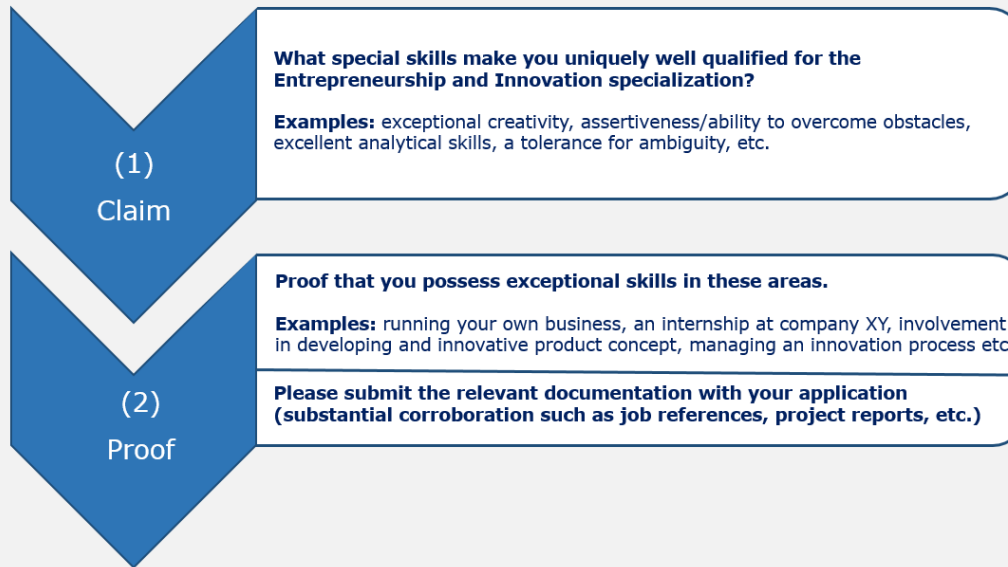 (1)
Claim
What special skills make you uniquely well qualified for the
Entrepreneurship and Innovation specialization?
Examples: exceptional creativity, assertiveness/ability to overcome obstacles,
excellent analytical skills, a tolerance for ambiguity, etc.
(2)
Proof
Proof that you possess exceptional skills in these areas.
Examples: running your own business, an internship at company XY, involvement
in developing and innovative product concept, managing an innovation process etc
Please submit the relevant documentation with your application
(substantial corroboration such as job references, project reports, etc.)